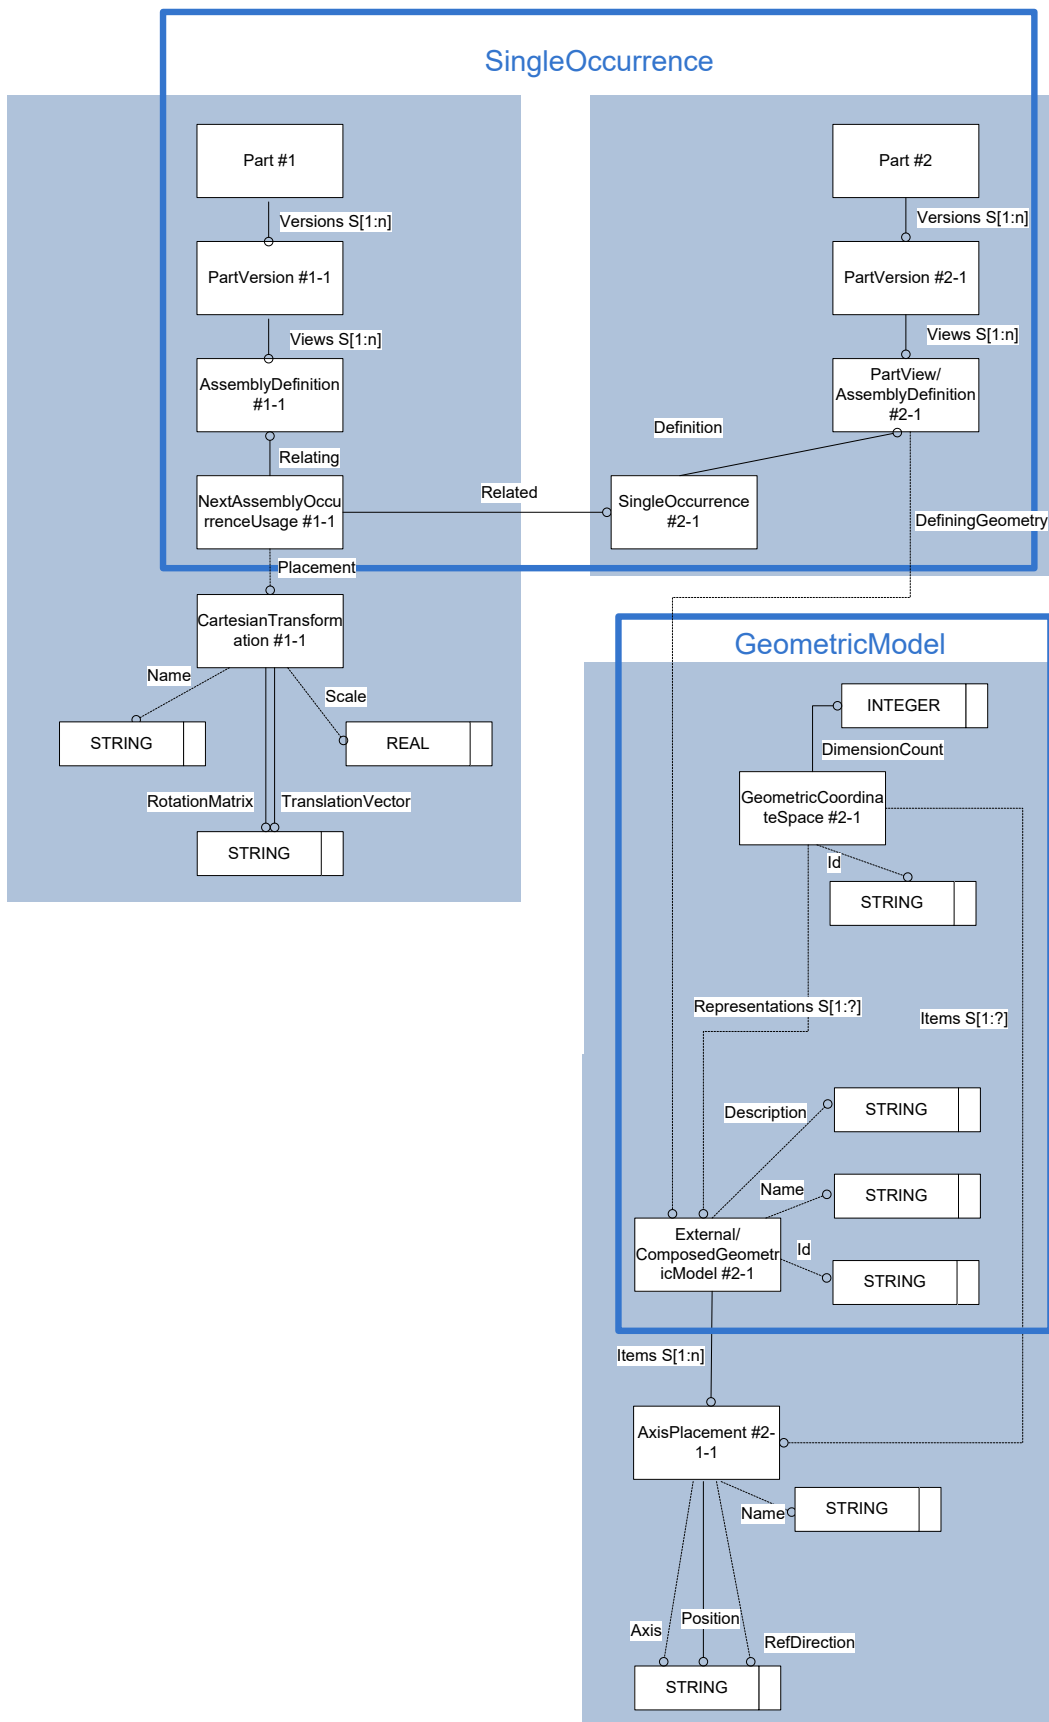 SingleOccurrence
Part #1
Part #2
Versions S[1:n]
Versions S[1:n]
PartVersion #1-1
PartVersion #2-1
Views S[1:n]
Views S[1:n]
AssemblyDefinition
#1-1
PartView/
AssemblyDefinition
#2-1
Definition
Relating
NextAssemblyOccu
rrenceUsage #1-1
Related
SingleOccurrence
#2-1
DefiningGeometry
Placement
CartesianTransform
ation #1-1
Name
Scale
STRING
REAL
RotationMatrix
TranslationVector
STRING
GeometricModel
INTEGER
DimensionCount
GeometricCoordina
teSpace #2-1
Id
STRING
Representations S[1:?]
Items S[1:?]
Description
STRING
Name
STRING
External/
ComposedGeometr
icModel #2-1
Id
STRING
Items S[1:n]
AxisPlacement #2-
1-1
Name
STRING
Axis
Position
RefDirection
STRING